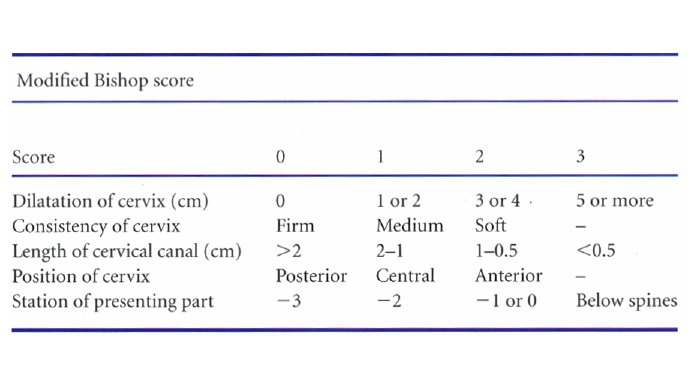 Modified Bishop score
Score 0 1 2 3
Dilatation of cervix (cm) 0 1 or 2 3 or 4 5 or more
Consistency of cervix Firm Medium Soft –
Length of cervical canal (cm) >2 2–1 1–0.5 <0.5
Position of cervix Posterior Central Anterior –
Station of presenting part −3 −2 −1 or 0 Below spines